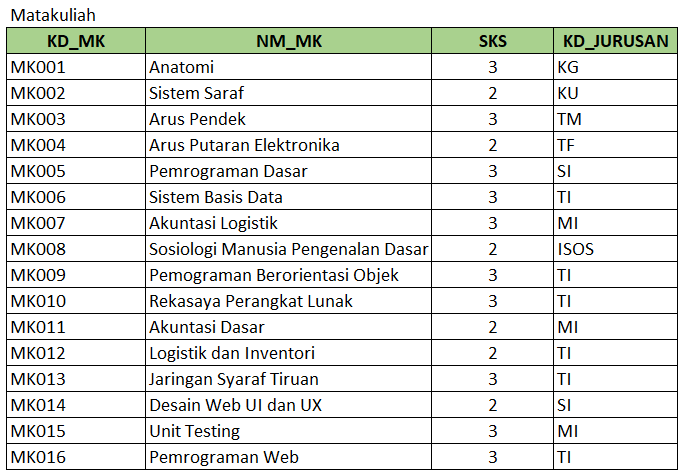 Matakuliah
KD_MK NM_MK SKS KD_JURUSAN
MK001 Anatomi 3 KG
MK002 Sistem Saraf 2 KU
MK003 Arus Pendek 3 TM
MK004 Arus Putaran Elektronika 2 TF
MK005 Pemrograman Dasar 3 SI
MK006 Sistem Basis Data 3 TI
MK007 Akuntasi Logistik 3 MI
MK008 Sosiologi Manusia Pengenalan Dasar 2 ISOS
MK009 Pemograman Berorientasi Objek 3 TI
MK010 Rekasaya Perangkat Lunak 3 TI
MK011 Akuntasi Dasar 2 MI
MK012 Logistik dan Inventori 2 TI
MK013 Jaringan Syaraf Tiruan 3 TI
MK014 Desain Web UI dan UX 2 SI
MK015 Unit Testing 3 MI
MK016 Pemrograman Web 3 TI